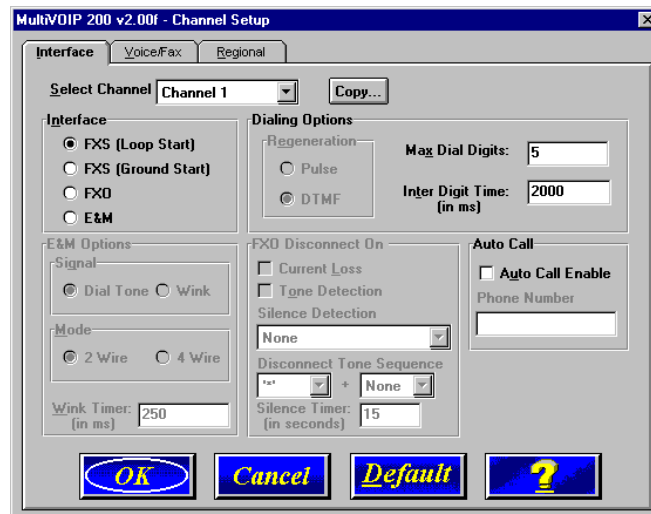 MultiVOIP 200 v2.00f - Channel Setup
Interface Voice/Fax Regional
Select Channel Channel 1 Copy...
Interface
FXS (Loop Start)
FXS (Ground Start)
FXO
E&M
Dialing Options
Regeneration
Pulse
DTMF
Max Dial Digits: 5
Inter Digit Time: 2000
(in ms)
E&M Options
Signal
Dial Tone Wink
Mode
2 Wire 4 Wire
Wink Timer: 250
(in ms)
FXO Disconnect On
Current Loss
Tone Detection
Silence Detection
None
Disconnect Tone Sequence
'*' + None
Silence Timer: 15
(in seconds)
Auto Call
Auto Call Enable
Phone Number
OK Cancel Default ?